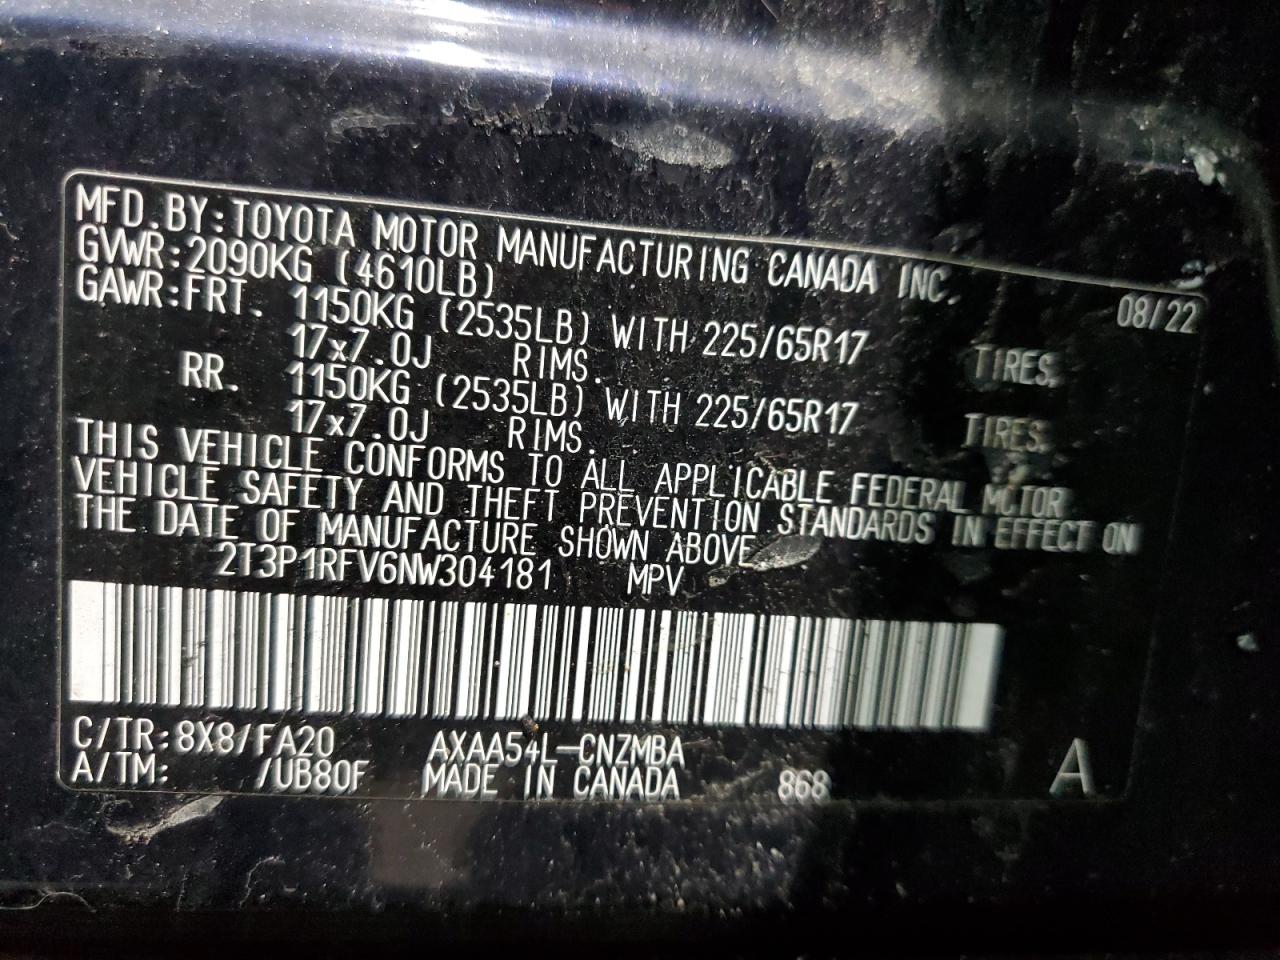 MFD.BY:TOYOTA MOTOR MANUFACTURING CANADA INC. 08/22
GVWR:2090KG (4610LB)
GAWR:FRT. 1150KG (2535LB) WITH 225/65R17 TIRES,
17x7.0J RIMS.
RR. 1150KG (2535LB) WITH 225/65R17 TIRES
17x7.0J RIMS.
THIS VEHICLE CONFORMS TO ALL APPLICABLE FEDERAL MOTOR
VEHICLE SAFETY AND THEFT PREVENTION STANDARDS IN EFFECT ON
THE DATE OF MANUFACTURE SHOWN ABOVE
2T3P1RFV6NW304181 MPV
C/TR:8X8/FA20 AXAA54L-CNZMBA
A/TM: /UB80F MADE IN CANADA 868 A